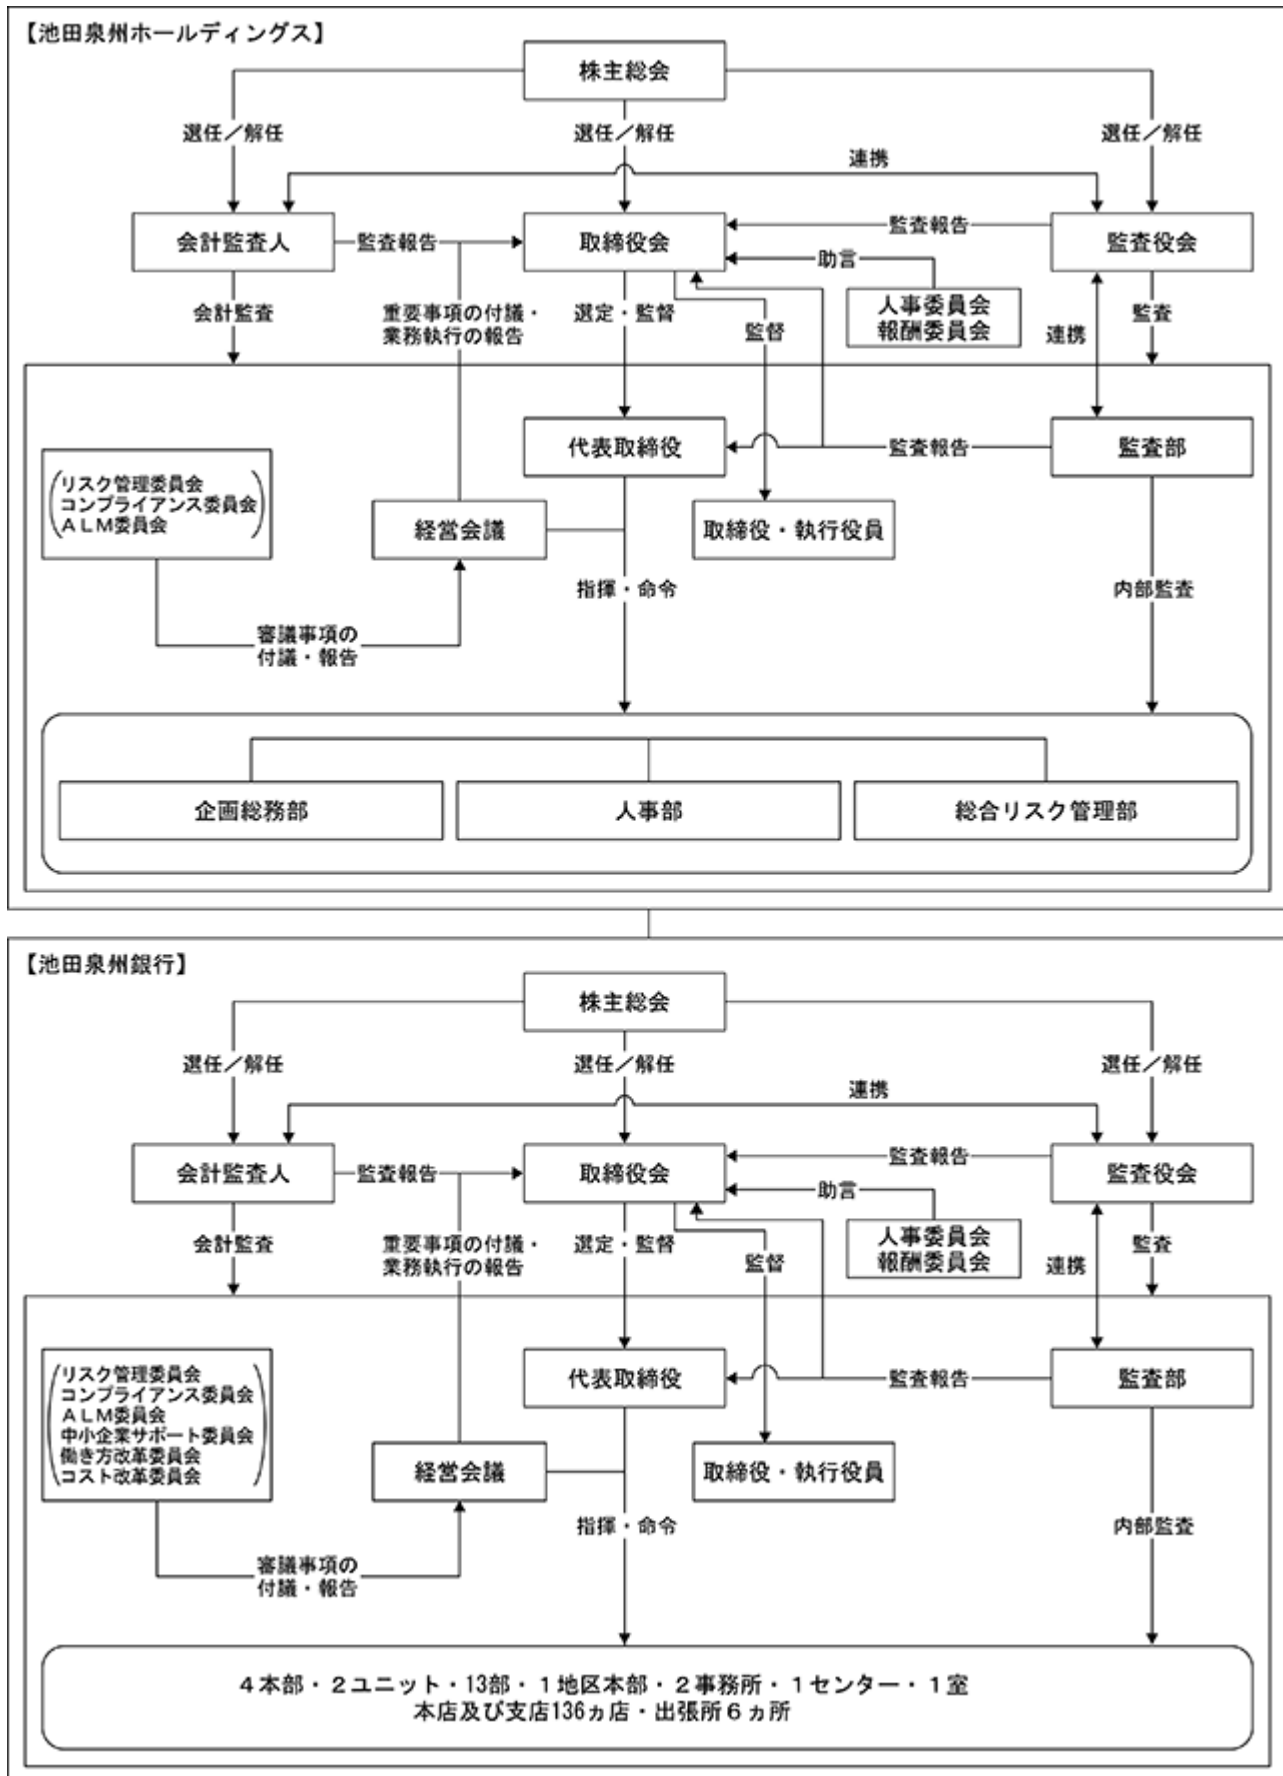 【池田泉州ホールディングス】
株主総会
選任／解任
選任／解任
選任／解任
連携
会計監査人
監査報告
取締役会
監査報告
監査役会
助言
人事委員会
報酬委員会
会計監査
重要事項の付議・
業務執行の報告
選定・監督
監督
連携
監査
代表取締役
監査報告
監査部
リスク管理委員会
コンプライアンス委員会
ＡＬＭ委員会
経営会議
取締役・執行役員
指揮・命令
内部監査
審議事項の
付議・報告
企画総務部
人事部
総合リスク管理部
【池田泉州銀行】
株主総会
選任／解任
選任／解任
選任／解任
連携
会計監査人
監査報告
取締役会
監査報告
監査役会
助言
人事委員会
報酬委員会
会計監査
重要事項の付議・
業務執行の報告
選定・監督
監督
連携
監査
代表取締役
監査報告
監査部
リスク管理委員会
コンプライアンス委員会
ＡＬＭ委員会
中小企業サポート委員会
働き方改革委員会
コスト改革委員会
経営会議
取締役・執行役員
指揮・命令
内部監査
審議事項の
付議・報告
４本部・２ユニット・13部・１地区本部・２事務所・１センター・１室
本店及び支店136ヵ店・出張所６ヵ所